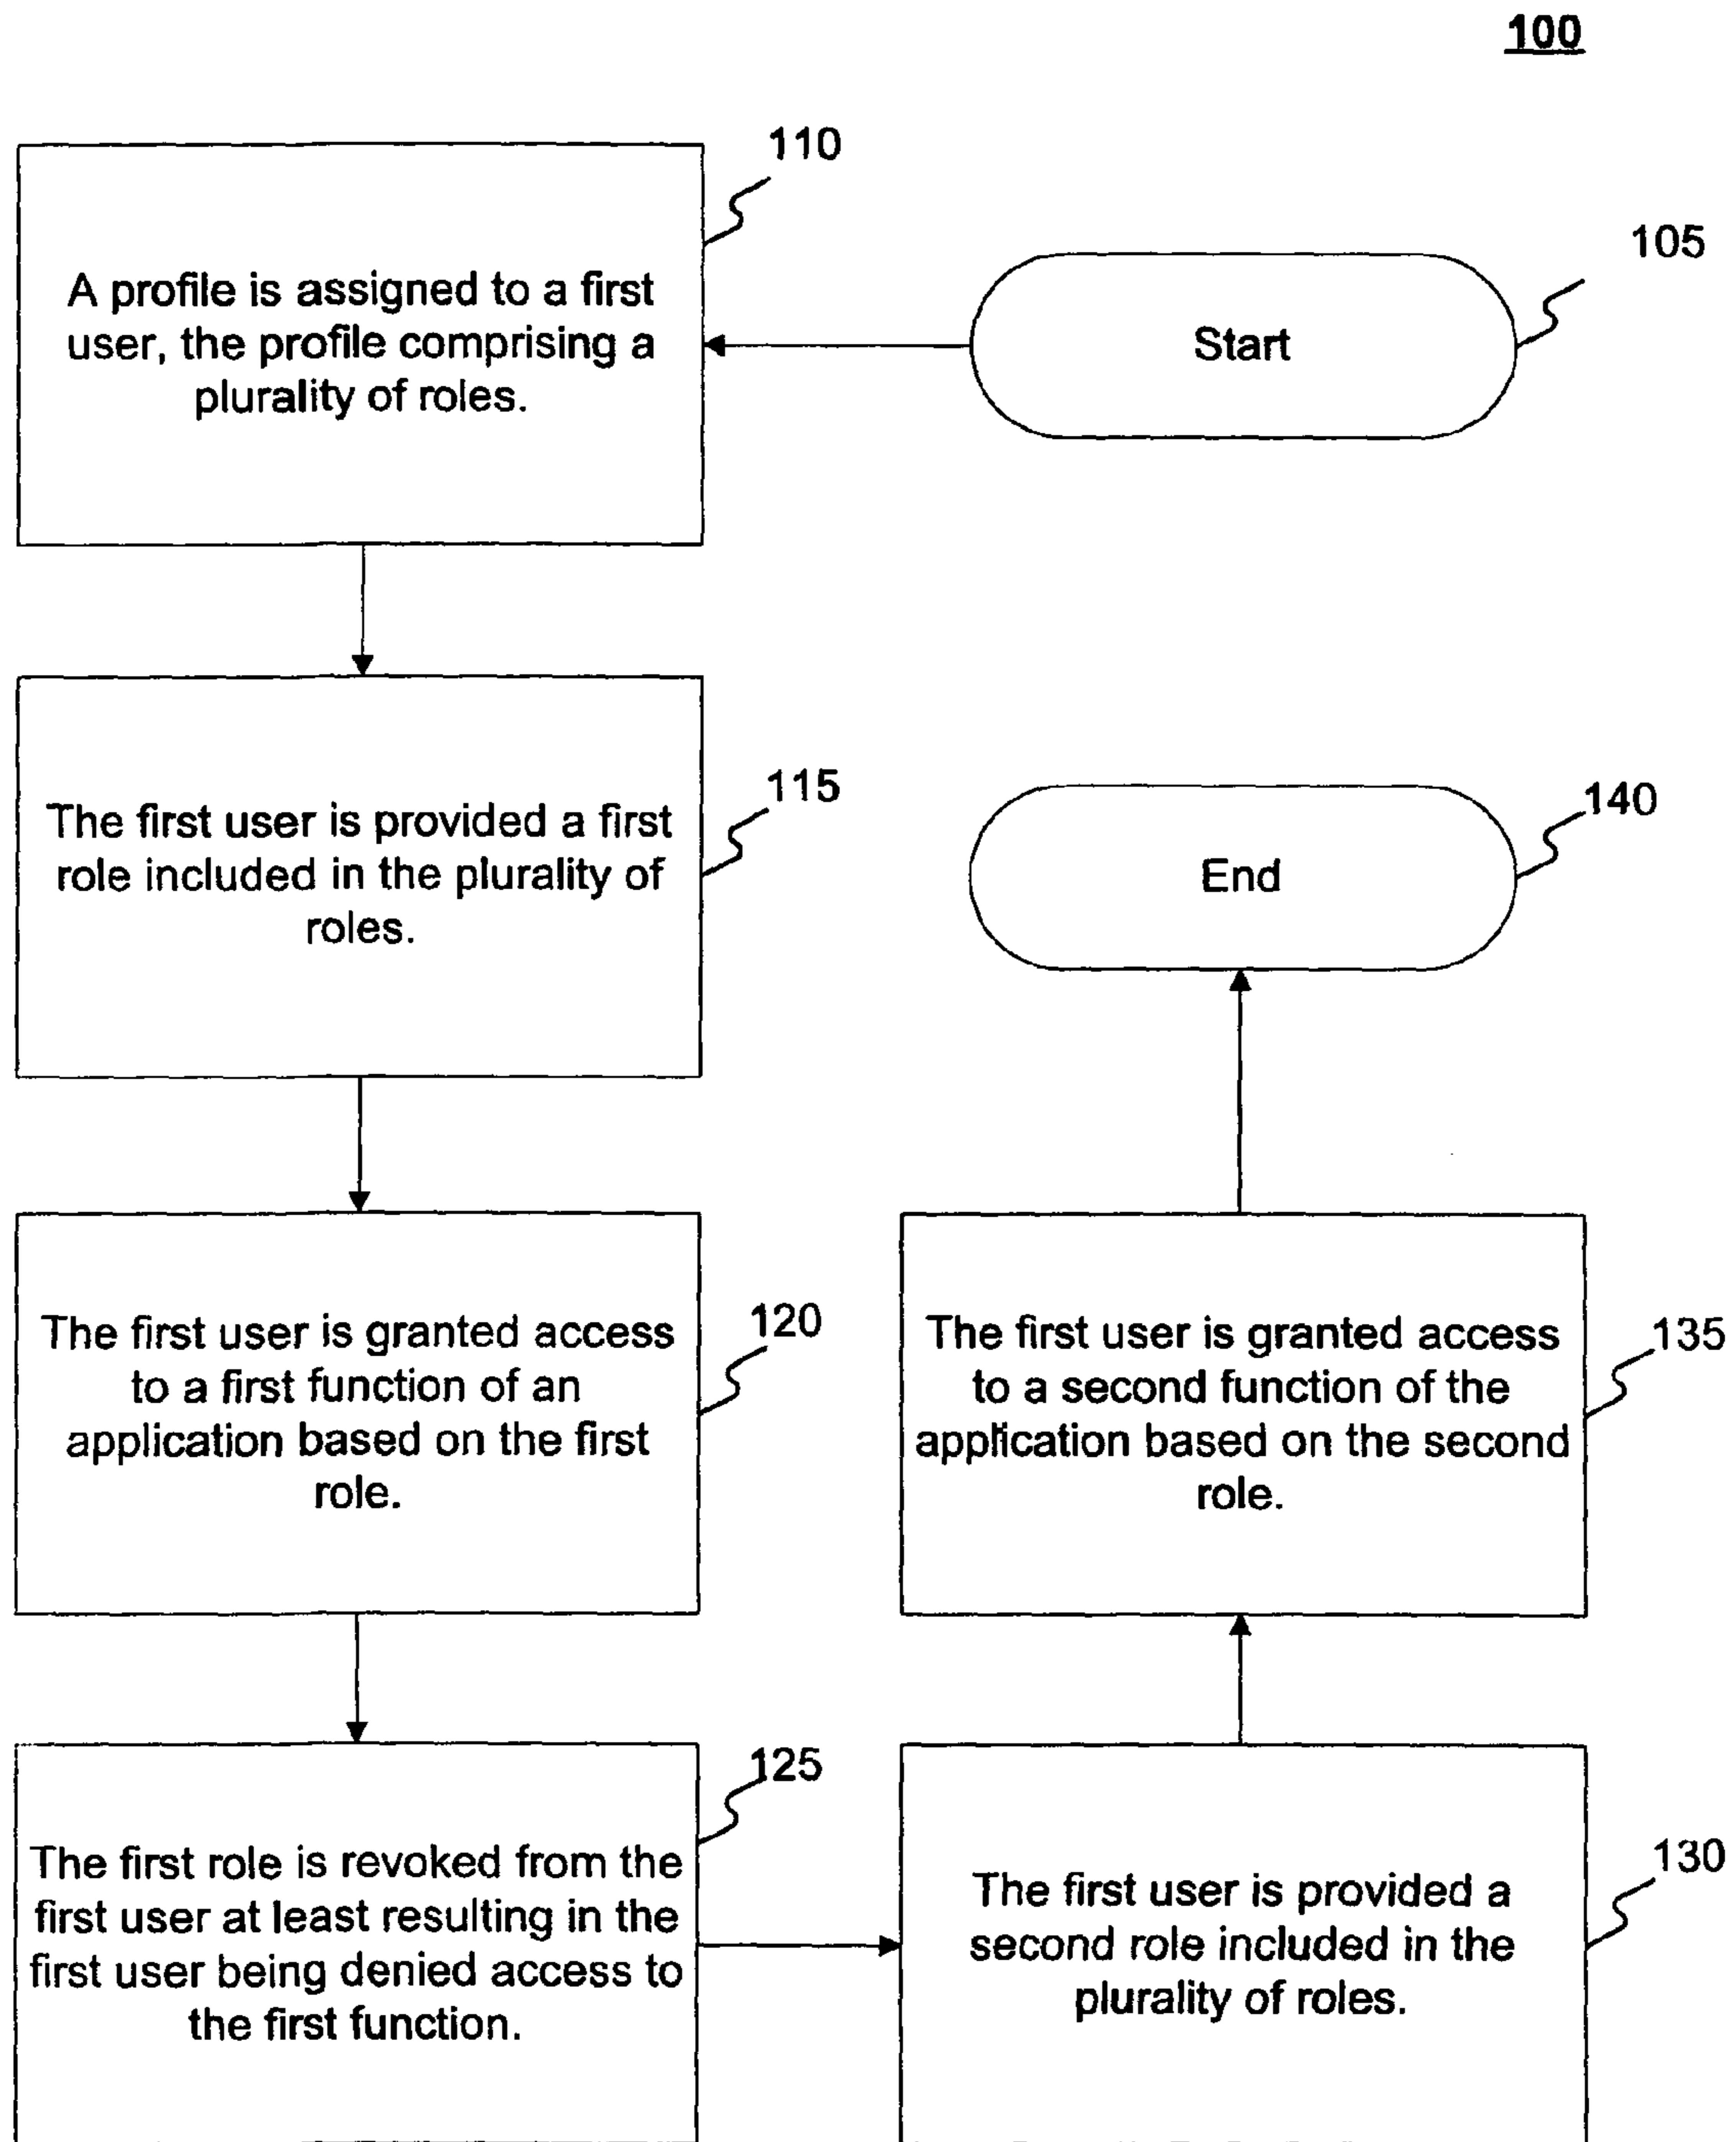 100
110
A profile is assigned to a first
user, the profile comprising a
plurality of roles.
105
Start
115
The first user is provided a first
role included in the plurality of
roles.
140
End
120
The first user is granted access
to a first function of an
application based on the first
role.
135
The first user is granted access
to a second function of the
application based on the second
role.
125
The first role is revoked from the
first user at least resulting in the
first user being denied access to
the first function.
130
The first user is provided a
second role included in the
plurality of roles.